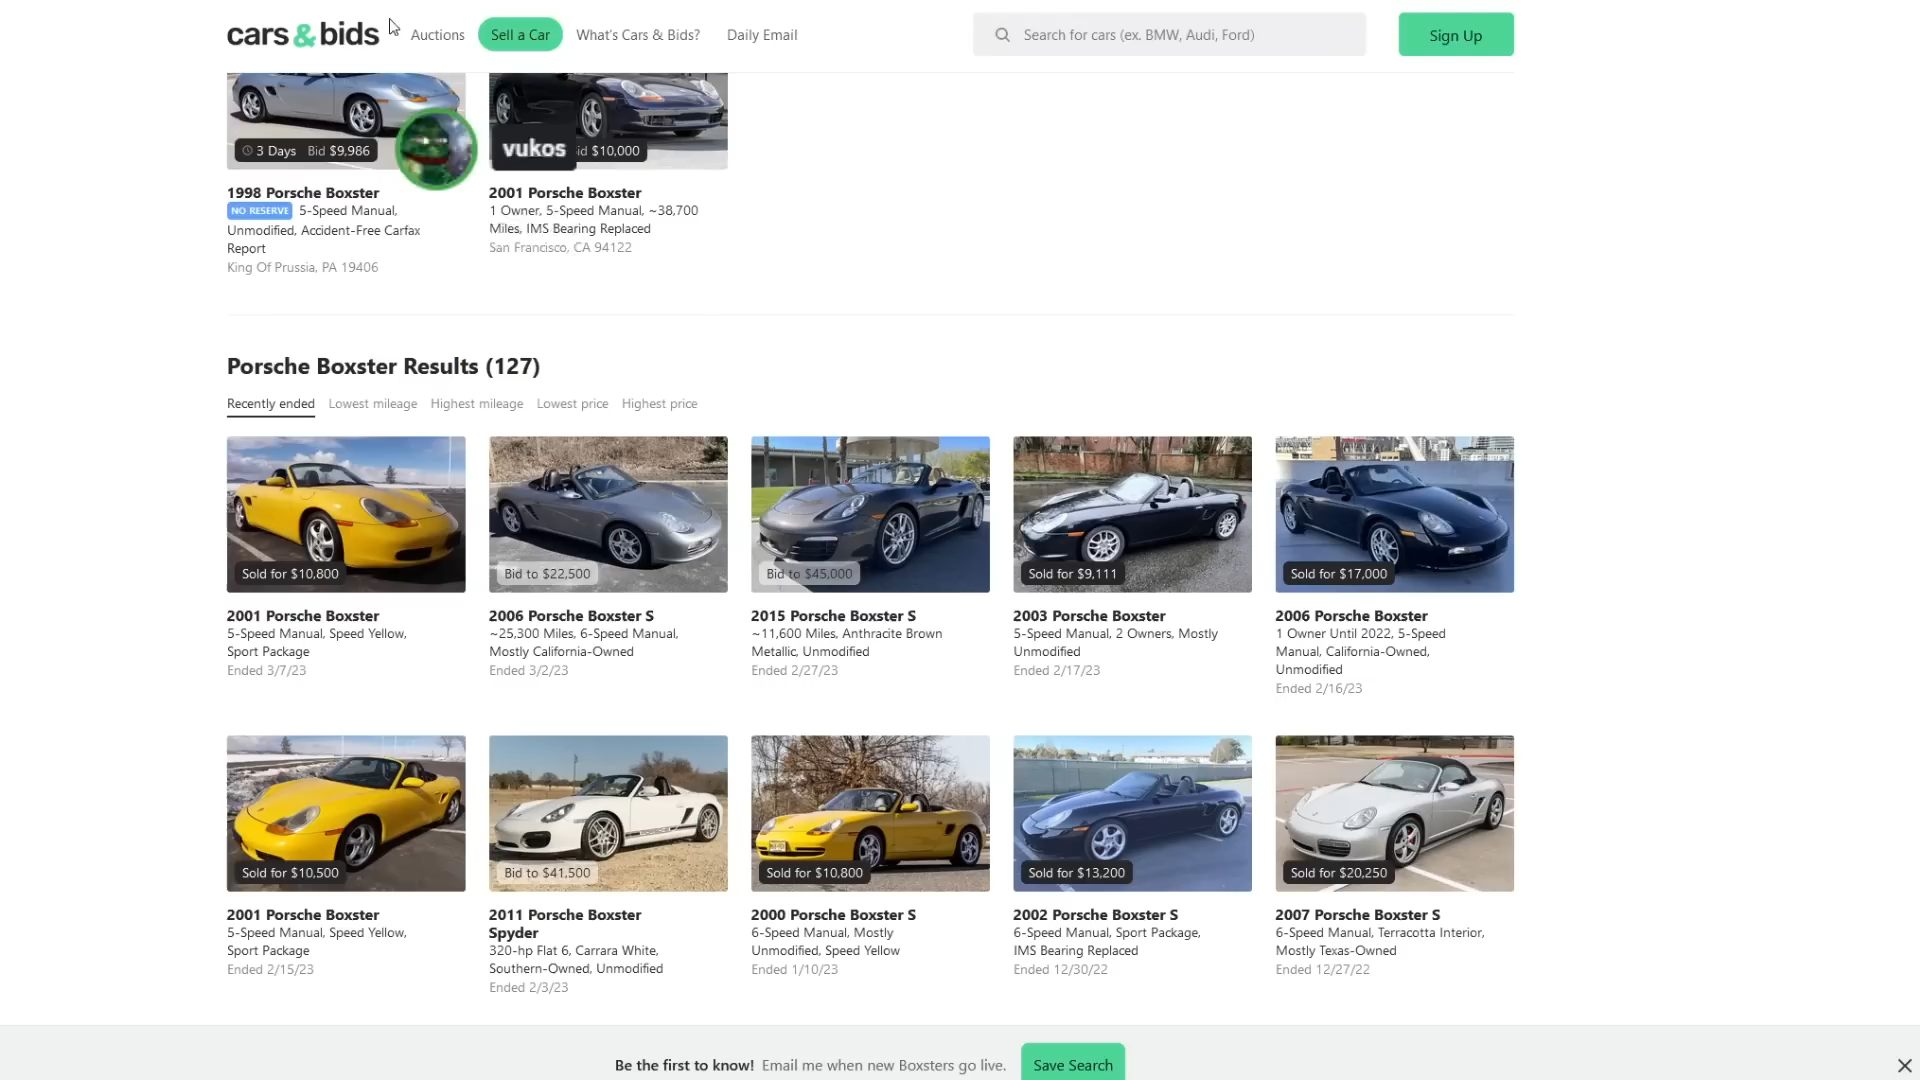 cars & bids
Auctions
Sell a Car
What's Cars & Bids?
Daily Email
Search for cars (ex. BMW, Audi, Ford)
Sign Up
3 Days Bid $9,986
vukos
id $10,000
1998 Porsche Boxster
NO RESERVE 5-Speed Manual,
Unmodified, Accident-Free Carfax
Report
King Of Prussia, PA 19406
2001 Porsche Boxster
1 Owner, 5-Speed Manual, ~38,700
Miles, IMS Bearing Replaced
San Francisco, CA 94122
Porsche Boxster Results (127)
Recently ended
Lowest mileage
Highest mileage
Lowest price
Highest price
Sold for $10,800
2001 Porsche Boxster
5-Speed Manual, Speed Yellow,
Sport Package
Ended 3/7/23
Bid to $22,500
2006 Porsche Boxster S
~25,300 Miles, 6-Speed Manual,
Mostly California-Owned
Ended 3/2/23
Bid to $45,000
2015 Porsche Boxster S
~11,600 Miles, Anthracite Brown
Metallic, Unmodified
Ended 2/27/23
Sold for $9,111
2003 Porsche Boxster
5-Speed Manual, 2 Owners, Mostly
Unmodified
Ended 2/17/23
Sold for $17,000
2006 Porsche Boxster
1 Owner Until 2022, 5-Speed
Manual, California-Owned,
Unmodified
Ended 2/16/23
Sold for $10,500
2001 Porsche Boxster
5-Speed Manual, Speed Yellow,
Sport Package
Ended 2/15/23
Bid to $41,500
2011 Porsche Boxster
Spyder
320-hp Flat 6, Carrara White,
Southern-Owned, Unmodified
Ended 2/3/23
Sold for $10,800
2000 Porsche Boxster S
6-Speed Manual, Mostly
Unmodified, Speed Yellow
Ended 1/10/23
Sold for $13,200
2002 Porsche Boxster S
6-Speed Manual, Sport Package,
IMS Bearing Replaced
Ended 12/30/22
Sold for $20,250
2007 Porsche Boxster S
6-Speed Manual, Terracotta Interior,
Mostly Texas-Owned
Ended 12/27/22
Be the first to know! Email me when new Boxsters go live.
Save Search